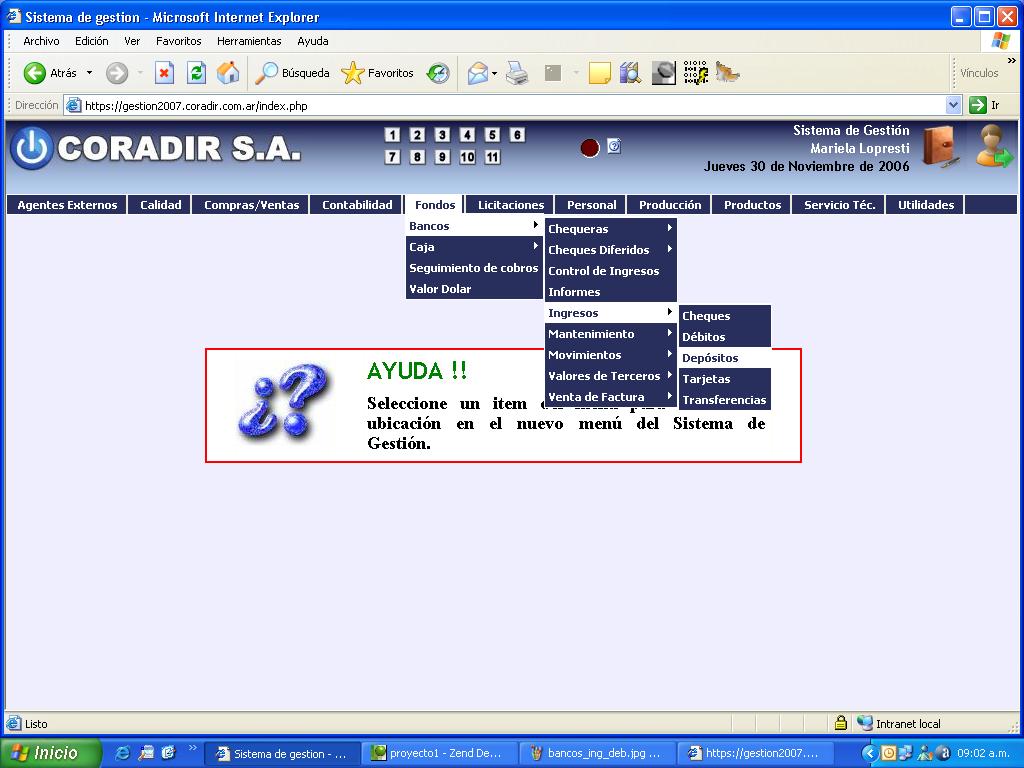 Sistema de gestion - Microsoft Internet Explorer
Archivo Edición Ver Favoritos Herramientas Ayuda
Atrás Búsqueda Favoritos Vínculos »
Dirección https://gestion2007.coradir.com.ar/index.php Ir
CORADIR S.A.
1 2 3 4 5 6
7 8 9 10 11
Sistema de Gestión
Mariela Lopresti
Jueves 30 de Noviembre de 2006
Agentes Externos Calidad Compras/Ventas Contabilidad Fondos Licitaciones Personal Producción Productos Servicio Téc. Utilidades
Bancos
Caja
Seguimiento de cobros
Valor Dolar
Chequeras
Cheques Diferidos
Control de Ingresos
Informes
Ingresos
Mantenimiento
Movimientos
Valores de Terceros
Venta de Factura
Cheques
Débitos
Depósitos
Tarjetas
Transferencias
¿?
AYUDA !!
Seleccione un item
ubicación en el nuevo menú del Sistema de
Gestión.
Listo Intranet local
Inicio » Sistema de gestion - ... proyecto1 - Zend De... bancos_ing_deb.jpg ... https://gestion2007.... 09:02 a.m.